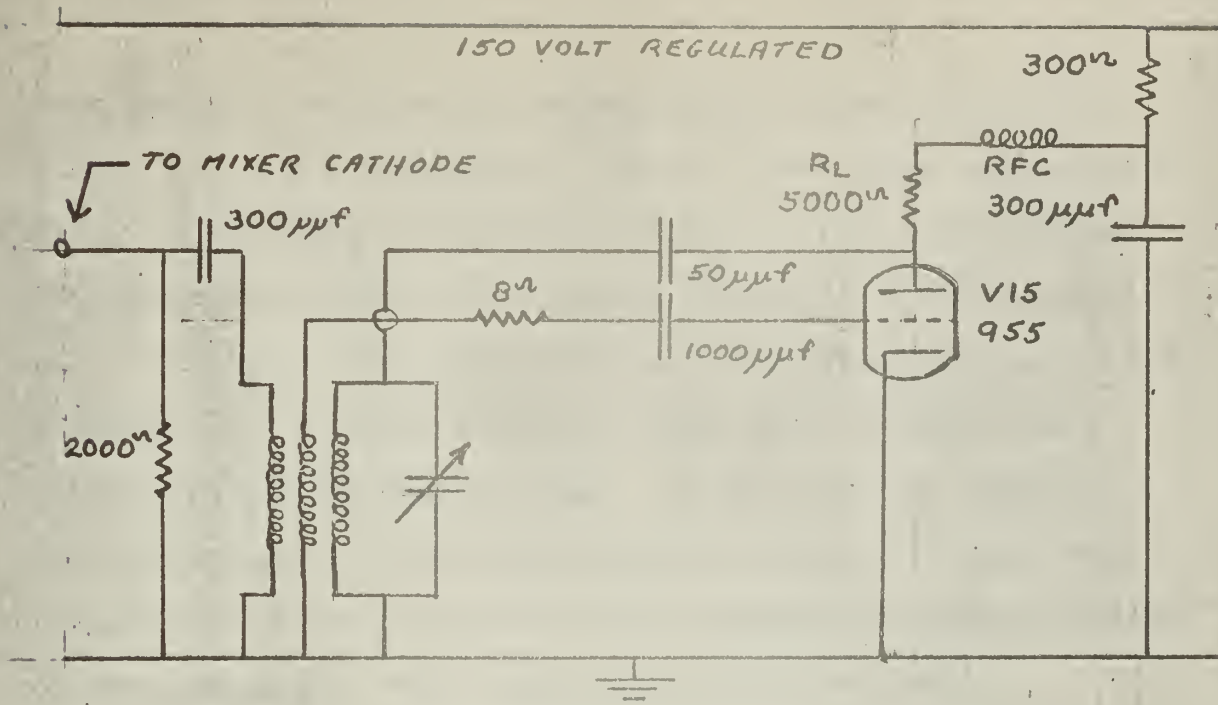 150 VOLT REGULATED
300Ω
TO MIXER CATHODE
RL
5000Ω
RFC
300μμf
300μμf
50μμf
8Ω
V15
955
1000μμf
2000Ω